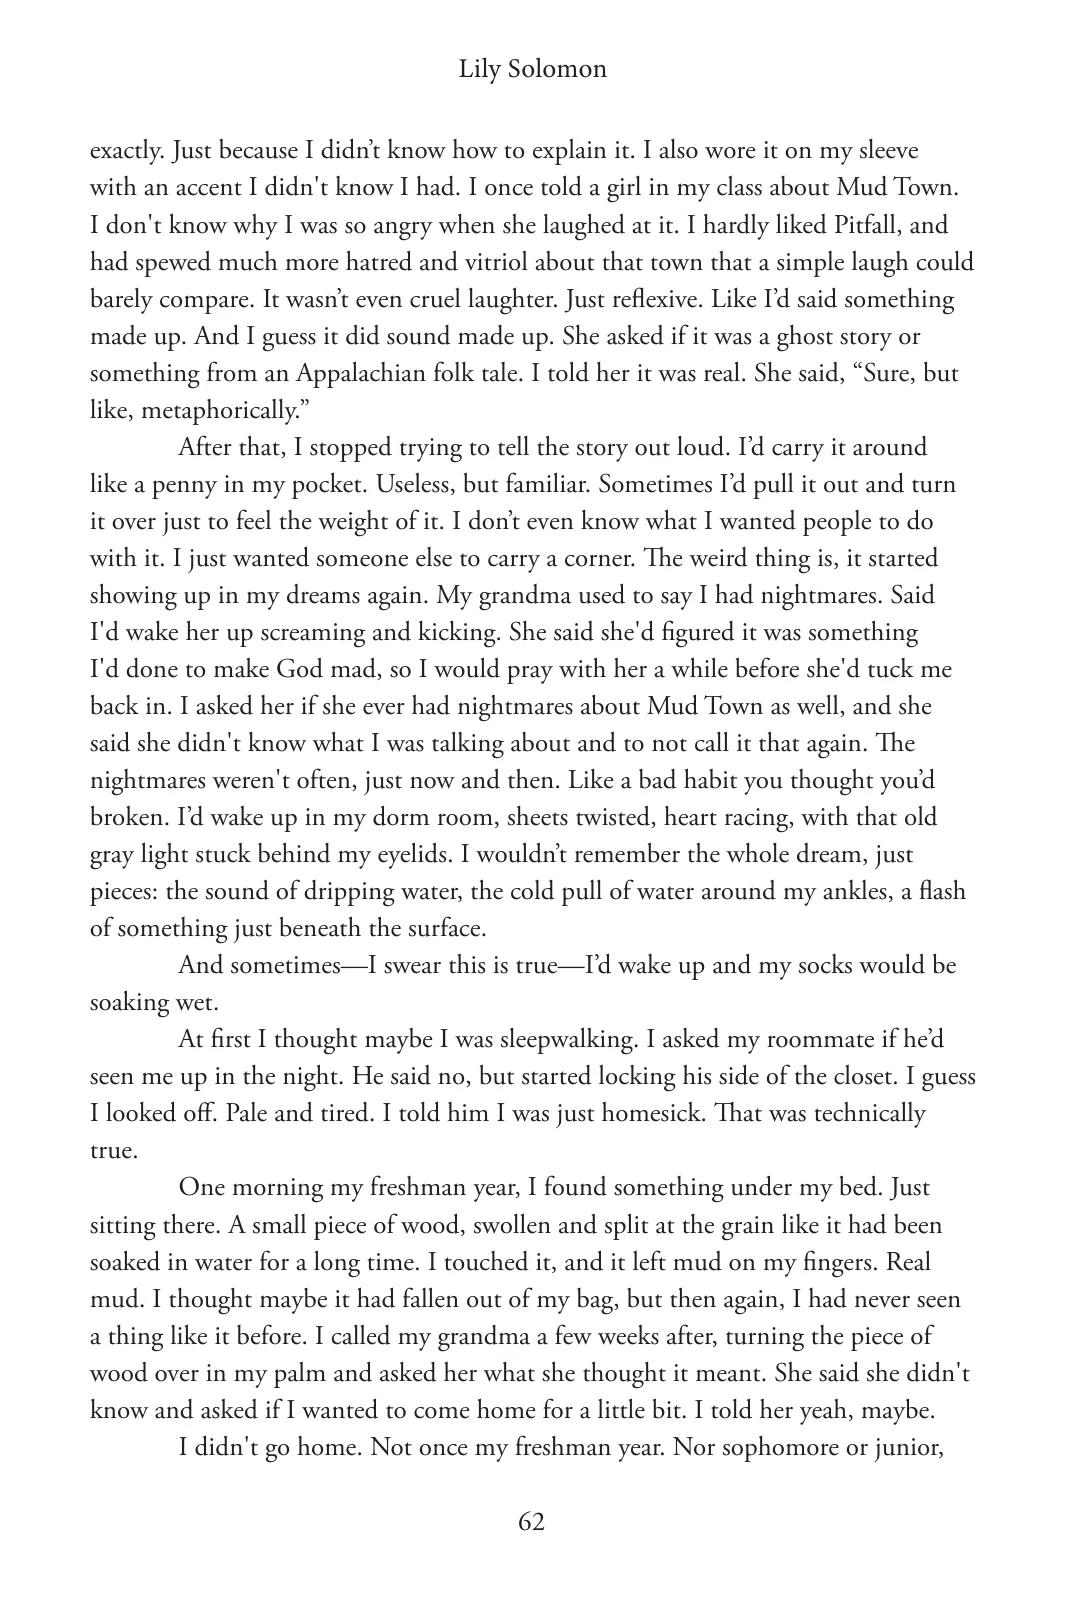 Lily Solomon
exactly. Just because I didn’t know how to explain it. I also wore it on my sleeve
with an accent I didn't know I had. I once told a girl in my class about Mud Town.
I don't know why I was so angry when she laughed at it. I hardly liked Pitfall, and
had spewed much more hatred and vitriol about that town that a simple laugh could
barely compare. It wasn’t even cruel laughter. Just reflexive. Like I’d said something
made up. And I guess it did sound made up. She asked if it was a ghost story or
something from an Appalachian folk tale. I told her it was real. She said, “Sure, but
like, metaphorically.”
After that, I stopped trying to tell the story out loud. I’d carry it around
like a penny in my pocket. Useless, but familiar. Sometimes I’d pull it out and turn
it over just to feel the weight of it. I don’t even know what I wanted people to do
with it. I just wanted someone else to carry a corner. The weird thing is, it started
showing up in my dreams again. My grandma used to say I had nightmares. Said
I'd wake her up screaming and kicking. She said she'd figured it was something
I'd done to make God mad, so I would pray with her a while before she'd tuck me
back in. I asked her if she ever had nightmares about Mud Town as well, and she
said she didn't know what I was talking about and to not call it that again. The
nightmares weren't often, just now and then. Like a bad habit you thought you’d
broken. I’d wake up in my dorm room, sheets twisted, heart racing, with that old
gray light stuck behind my eyelids. I wouldn’t remember the whole dream, just
pieces: the sound of dripping water, the cold pull of water around my ankles, a flash
of something just beneath the surface.
And sometimes—I swear this is true—I’d wake up and my socks would be
soaking wet.
At first I thought maybe I was sleepwalking. I asked my roommate if he’d
seen me up in the night. He said no, but started locking his side of the closet. I guess
I looked off. Pale and tired. I told him I was just homesick. That was technically
true.
One morning my freshman year, I found something under my bed. Just
sitting there. A small piece of wood, swollen and split at the grain like it had been
soaked in water for a long time. I touched it, and it left mud on my fingers. Real
mud. I thought maybe it had fallen out of my bag, but then again, I had never seen
a thing like it before. I called my grandma a few weeks after, turning the piece of
wood over in my palm and asked her what she thought it meant. She said she didn't
know and asked if I wanted to come home for a little bit. I told her yeah, maybe.
I didn't go home. Not once my freshman year. Nor sophomore or junior,
62